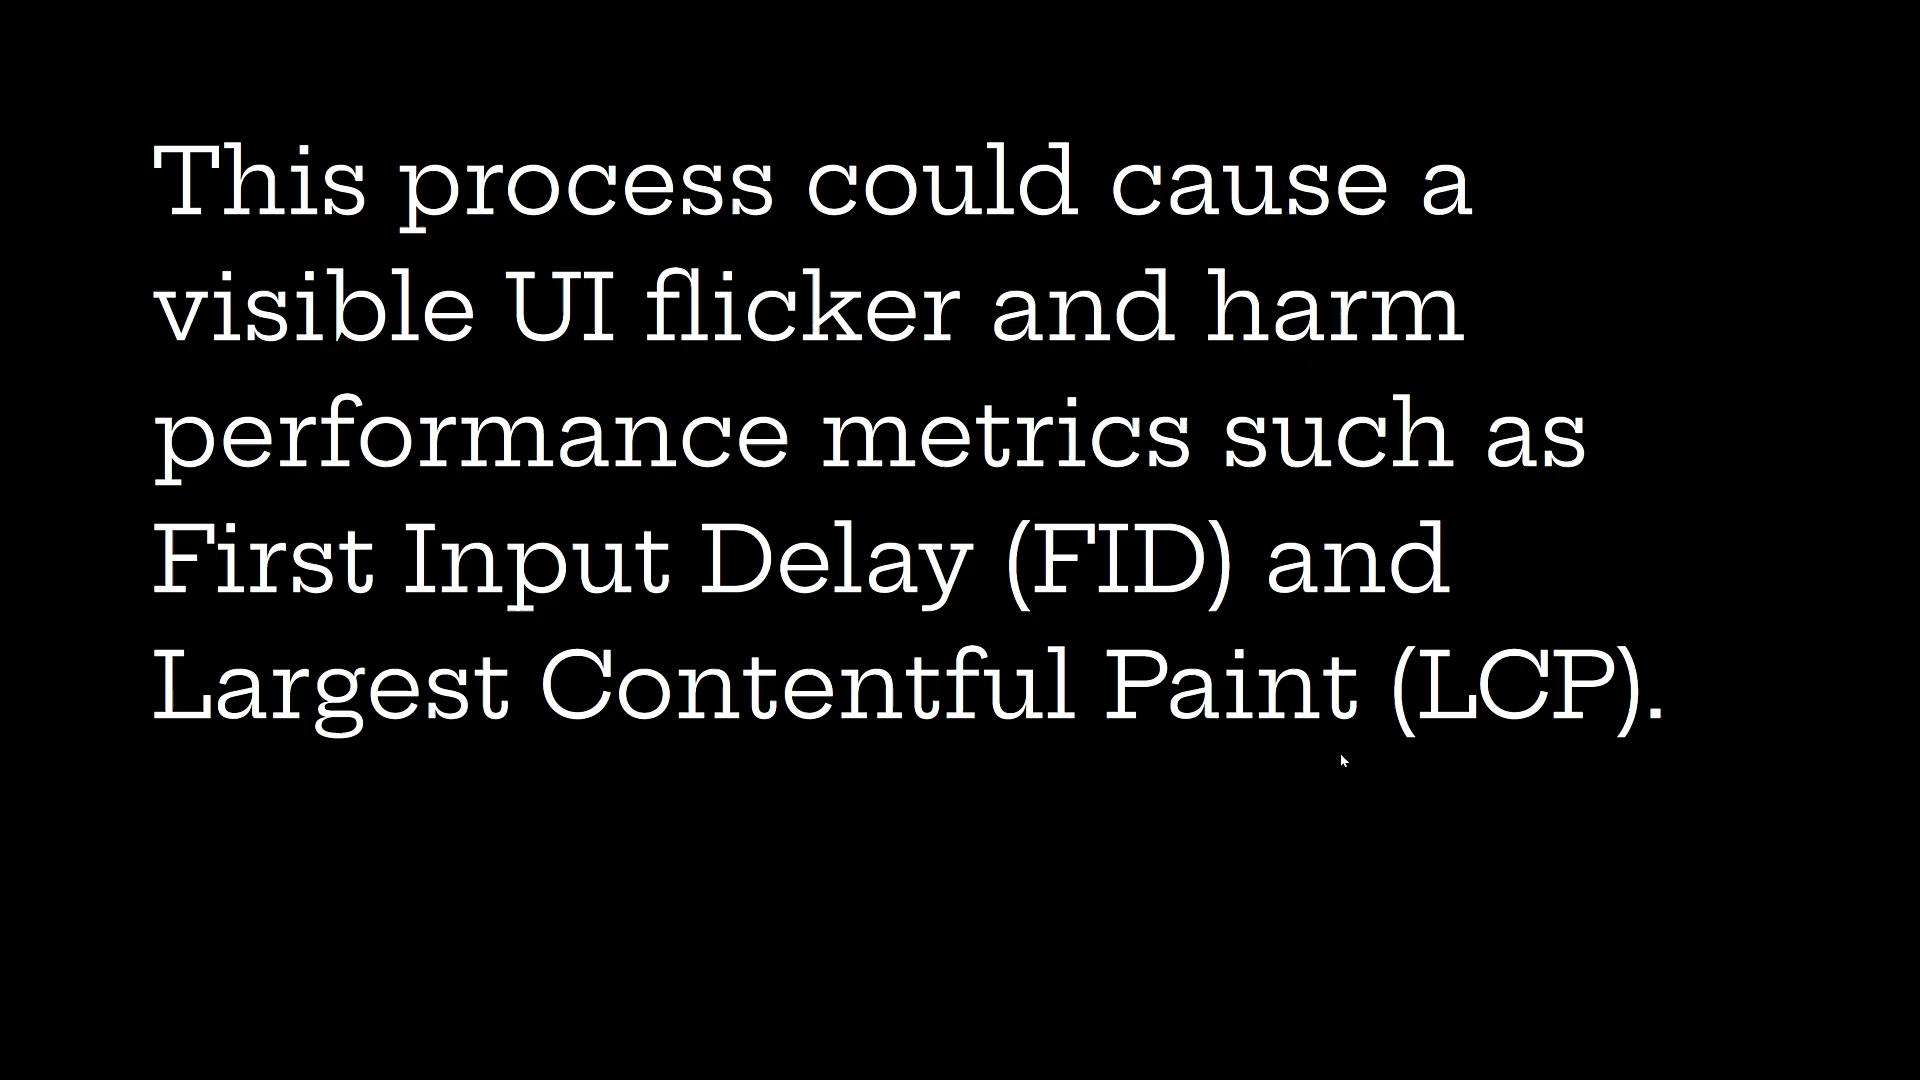 This process could cause a
visible UI flicker and harm
performance metrics such as
First Input Delay (FID) and
Largest Contentful Paint (LCP).